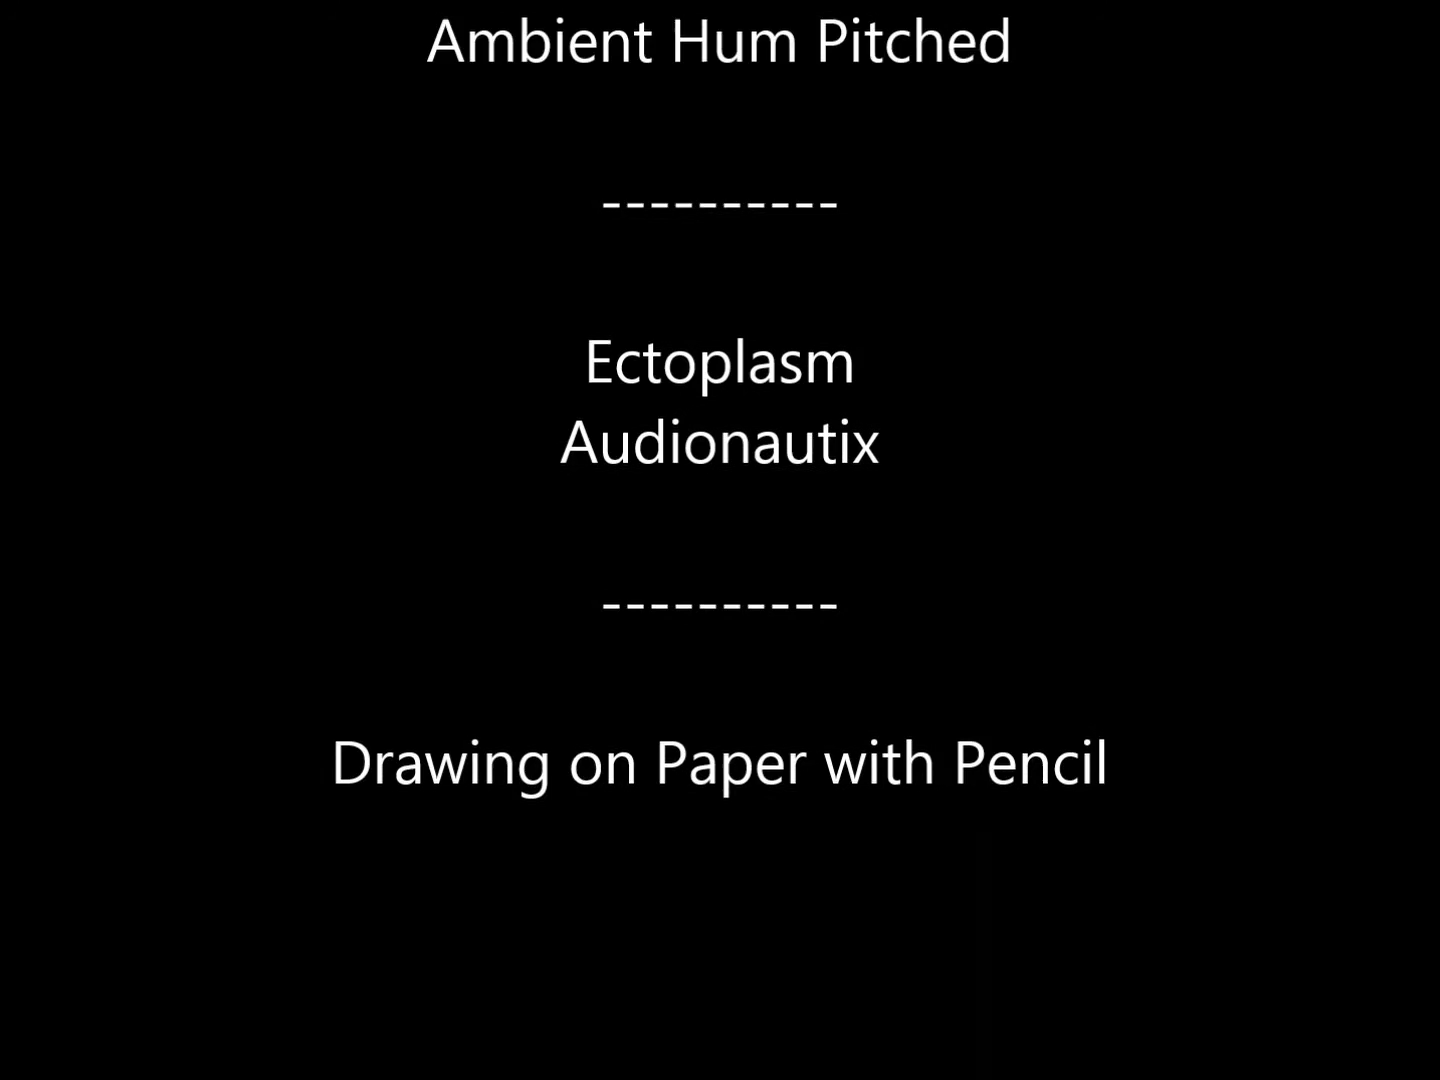 Ambient Hum Pitched
----------
Ectoplasm
Audionautix
----------
Drawing on Paper with Pencil